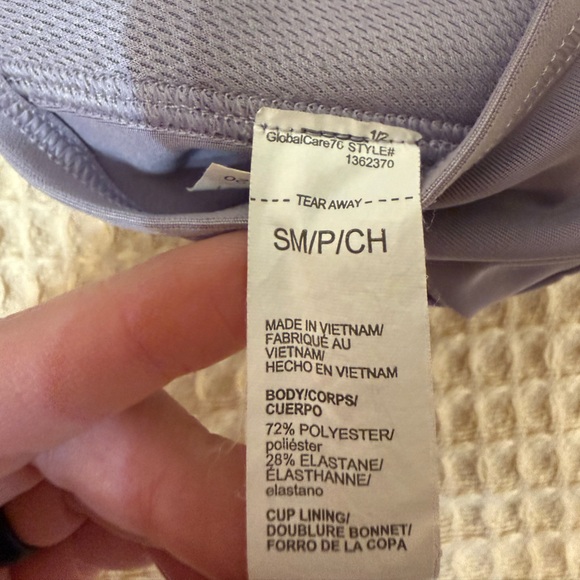 1/2
GlobalCare76 STYLE#
1362370
TEAR AWAY
SM/P/CH
MADE IN VIETNAM/
FABRIQUÉ AU
VIETNAM/
HECHO EN VIETNAM
BODY/CORPS/
CUERPO
72% POLYESTER/
poliéster
28% ELASTANE/
ÉLASTHANNE/
elastano
CUP LINING/
DOUBLURE BONNET/
FORRO DE LA COPA